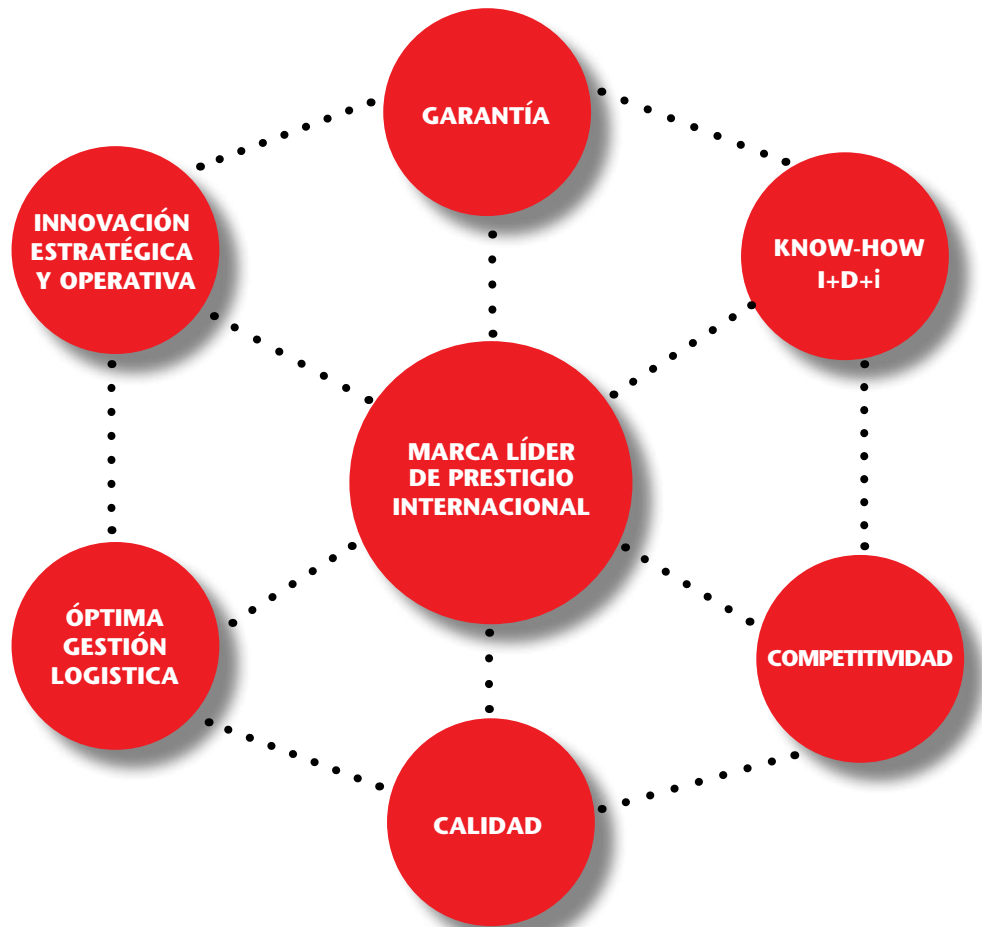 GARANTÍA
INNOVACIÓN
ESTRATÉGICA
Y OPERATIVA
KNOW-HOW
I+D+i
MARCA LÍDER
DE PRESTIGIO
INTERNACIONAL
ÓPTIMA
GESTIÓN
LOGISTICA
COMPETITIVIDAD
CALIDAD